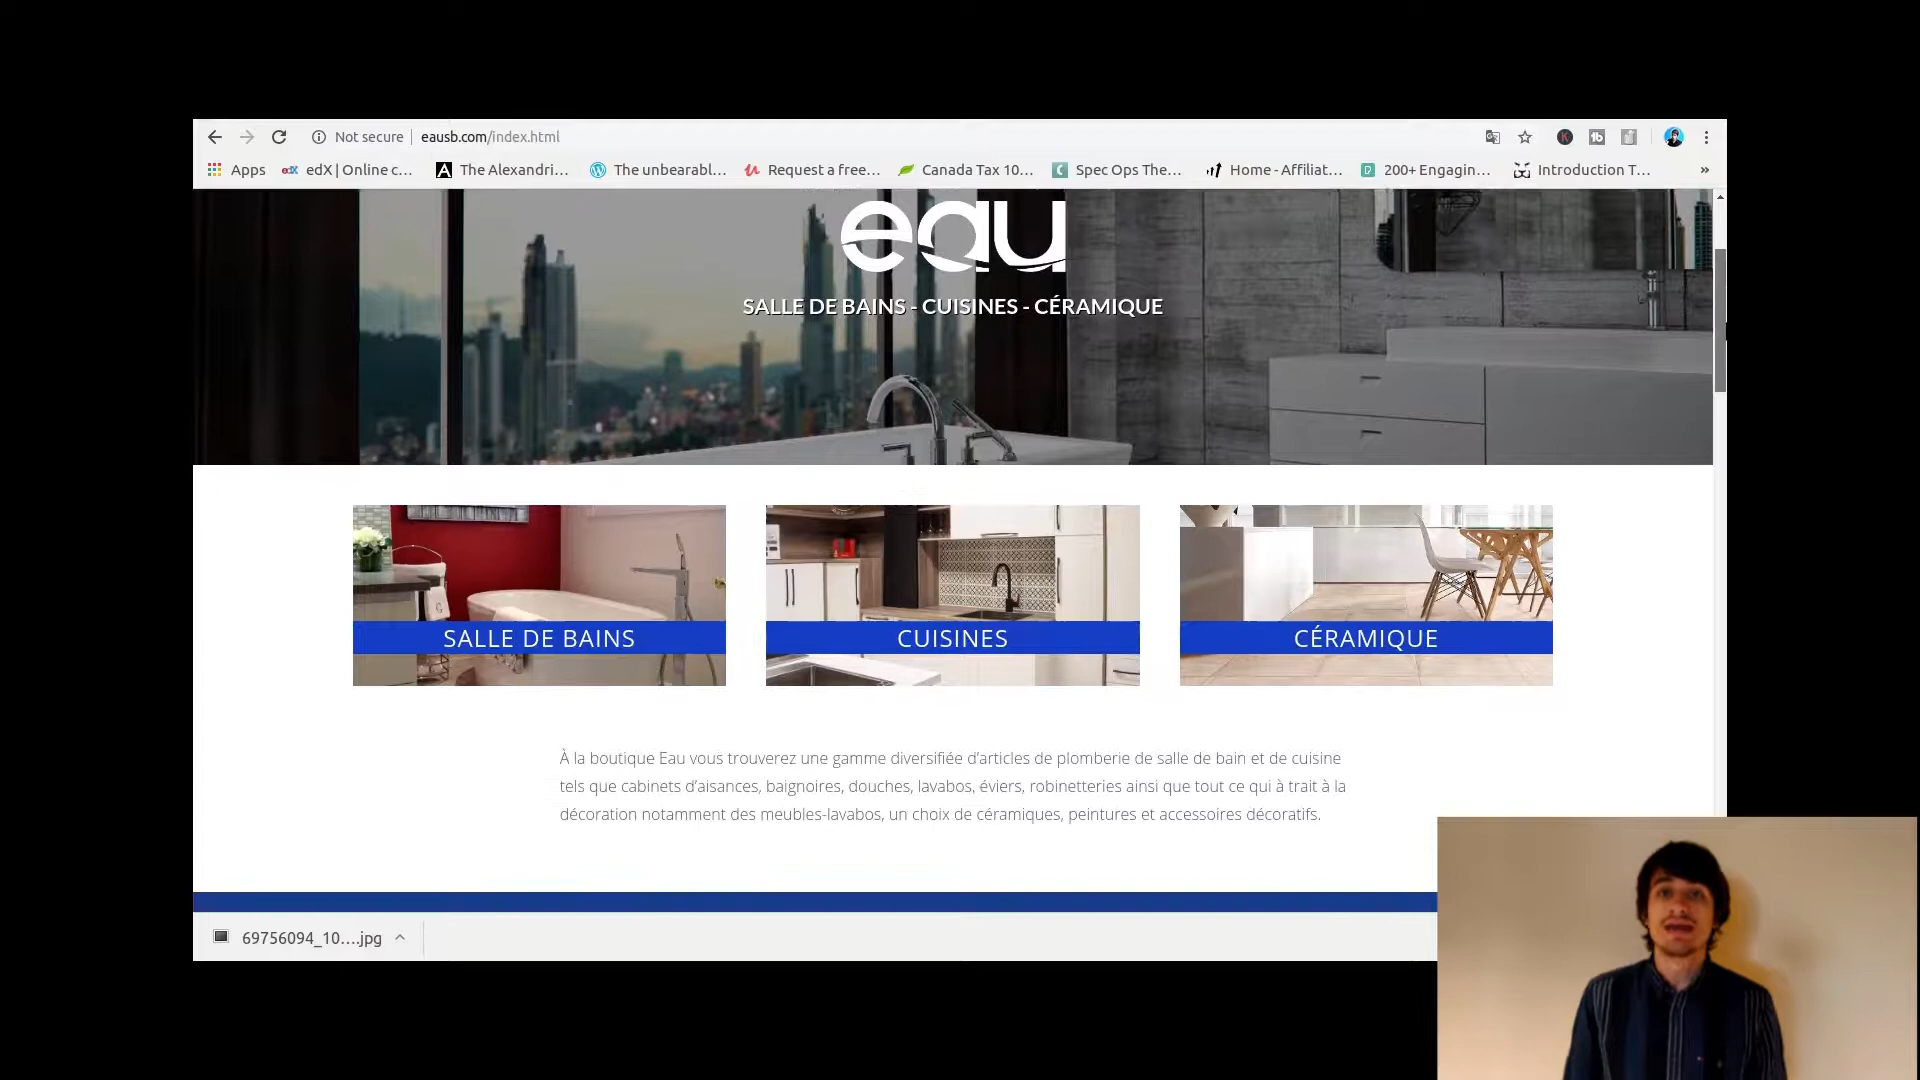 Not secure eausb.com/index.html
Apps edX | Online c... The Alexandri... The unbearabl... Request a free... Canada Tax 10... Spec Ops The... Home - Affiliat... 200+ Engagin... Introduction T... »
eau
SALLE DE BAINS - CUISINES - CÉRAMIQUE
SALLE DE BAINS
CUISINES
CÉRAMIQUE
À la boutique Eau vous trouverez une gamme diversifiée d’articles de plomberie de salle de bain et de cuisine
tels que cabinets d’aisances, baignoires, douches, lavabos, éviers, robinetteries ainsi que tout ce qui à trait à la
décoration notamment des meubles-lavabos, un choix de céramiques, peintures et accessoires décoratifs.
69756094_10....jpg